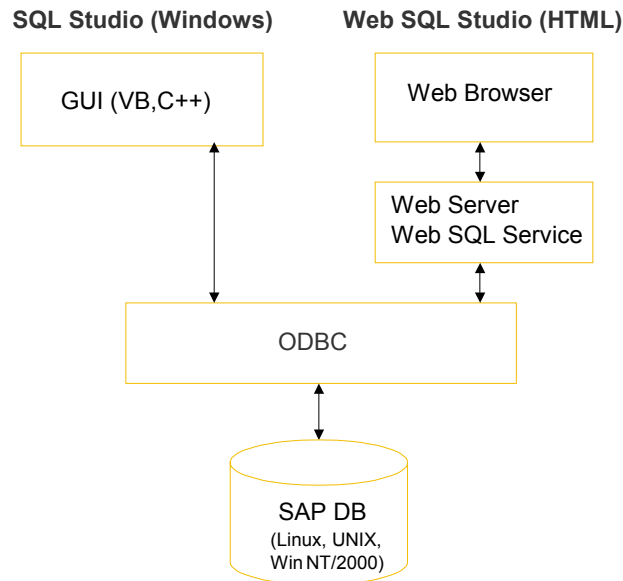 SQL Studio (Windows)
Web SQL Studio (HTML)
GUI (VB,C++)
Web Browser
Web Server
Web SQL Service
ODBC
SAP DB
(Linux, UNIX,
Win NT/2000)